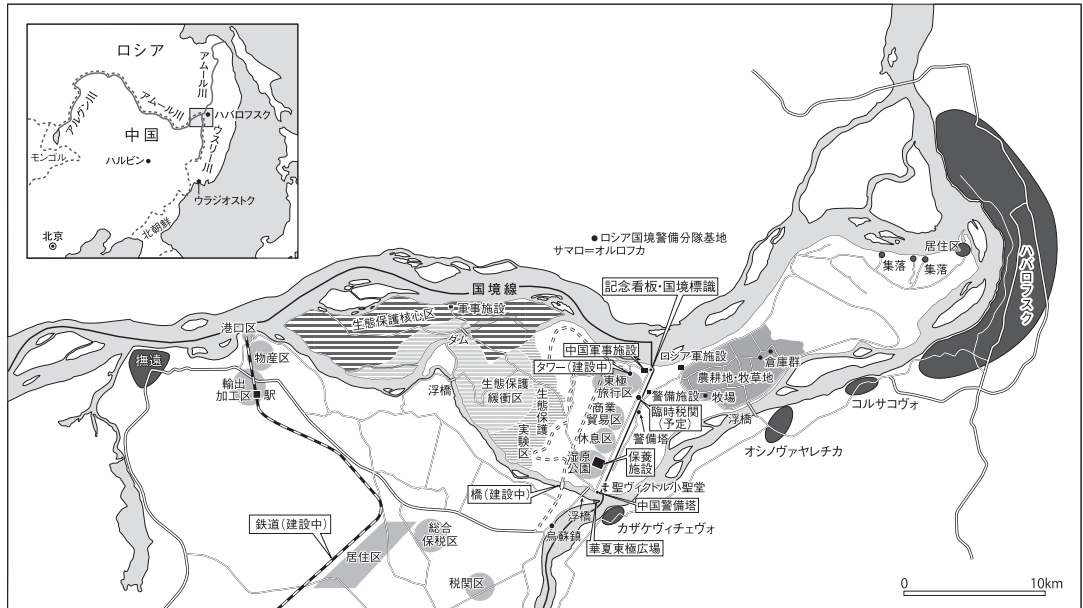 ロシア
アムール川
アムール川
アルグン川
ハバロフスク
中国
ウスリー川
モンゴル
ハルビン
ウラジオストク
北朝鮮
北京
ロシア国境警備分隊基地
サマローオルロフカ
居住区
集落
集落
ハバロフスク
記念看板・国境標識
国境線
軍事施設
生態保護核心区
港口区
ダム
中国軍事施設
ロシア軍施設
倉庫群
撫遠
物産区
タワー(建設中)
農耕地・牧草地
東極
旅行区
輸出
加工区
駅
浮橋
生態保護
緩衝区
生態保護
実験区
警備施設
牧場
コルサコヴォ
商業
貿易区
臨時税関
(予定)
浮橋
休息区
警備塔
オシノヴァヤレチカ
湿原
公園
保養
施設
聖ヴィクトル小聖堂
橋(建設中)
中国警備塔
浮橋
カザケヴィチェヴォ
鉄道(建設中)
総合
保税区
烏蘇鎮
華夏東極広場
居住区
税関区
0
10km